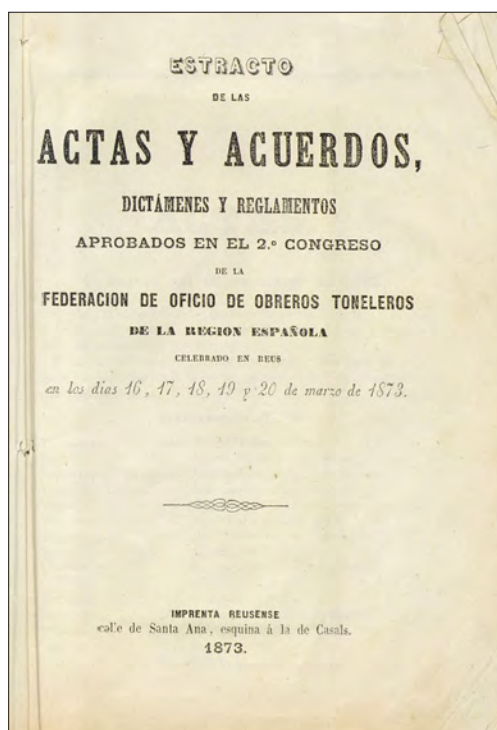 ESTRACTO
DE LAS
ACTAS Y ACUERDOS,
DICTÁMENES Y REGLAMENTOS
APROBADOS EN EL 2.º CONGRESO
DE LA
FEDERACION DE OFICIO DE OBREROS TONELEROS
DE LA REGION ESPAÑOLA
CELEBRADO EN REUS
en los dias 16, 17, 18, 19 y 20 de marzo de 1873.
IMPRENTA REUSENSE
calle de Santa Ana, esquina á la de Casals.
1873.